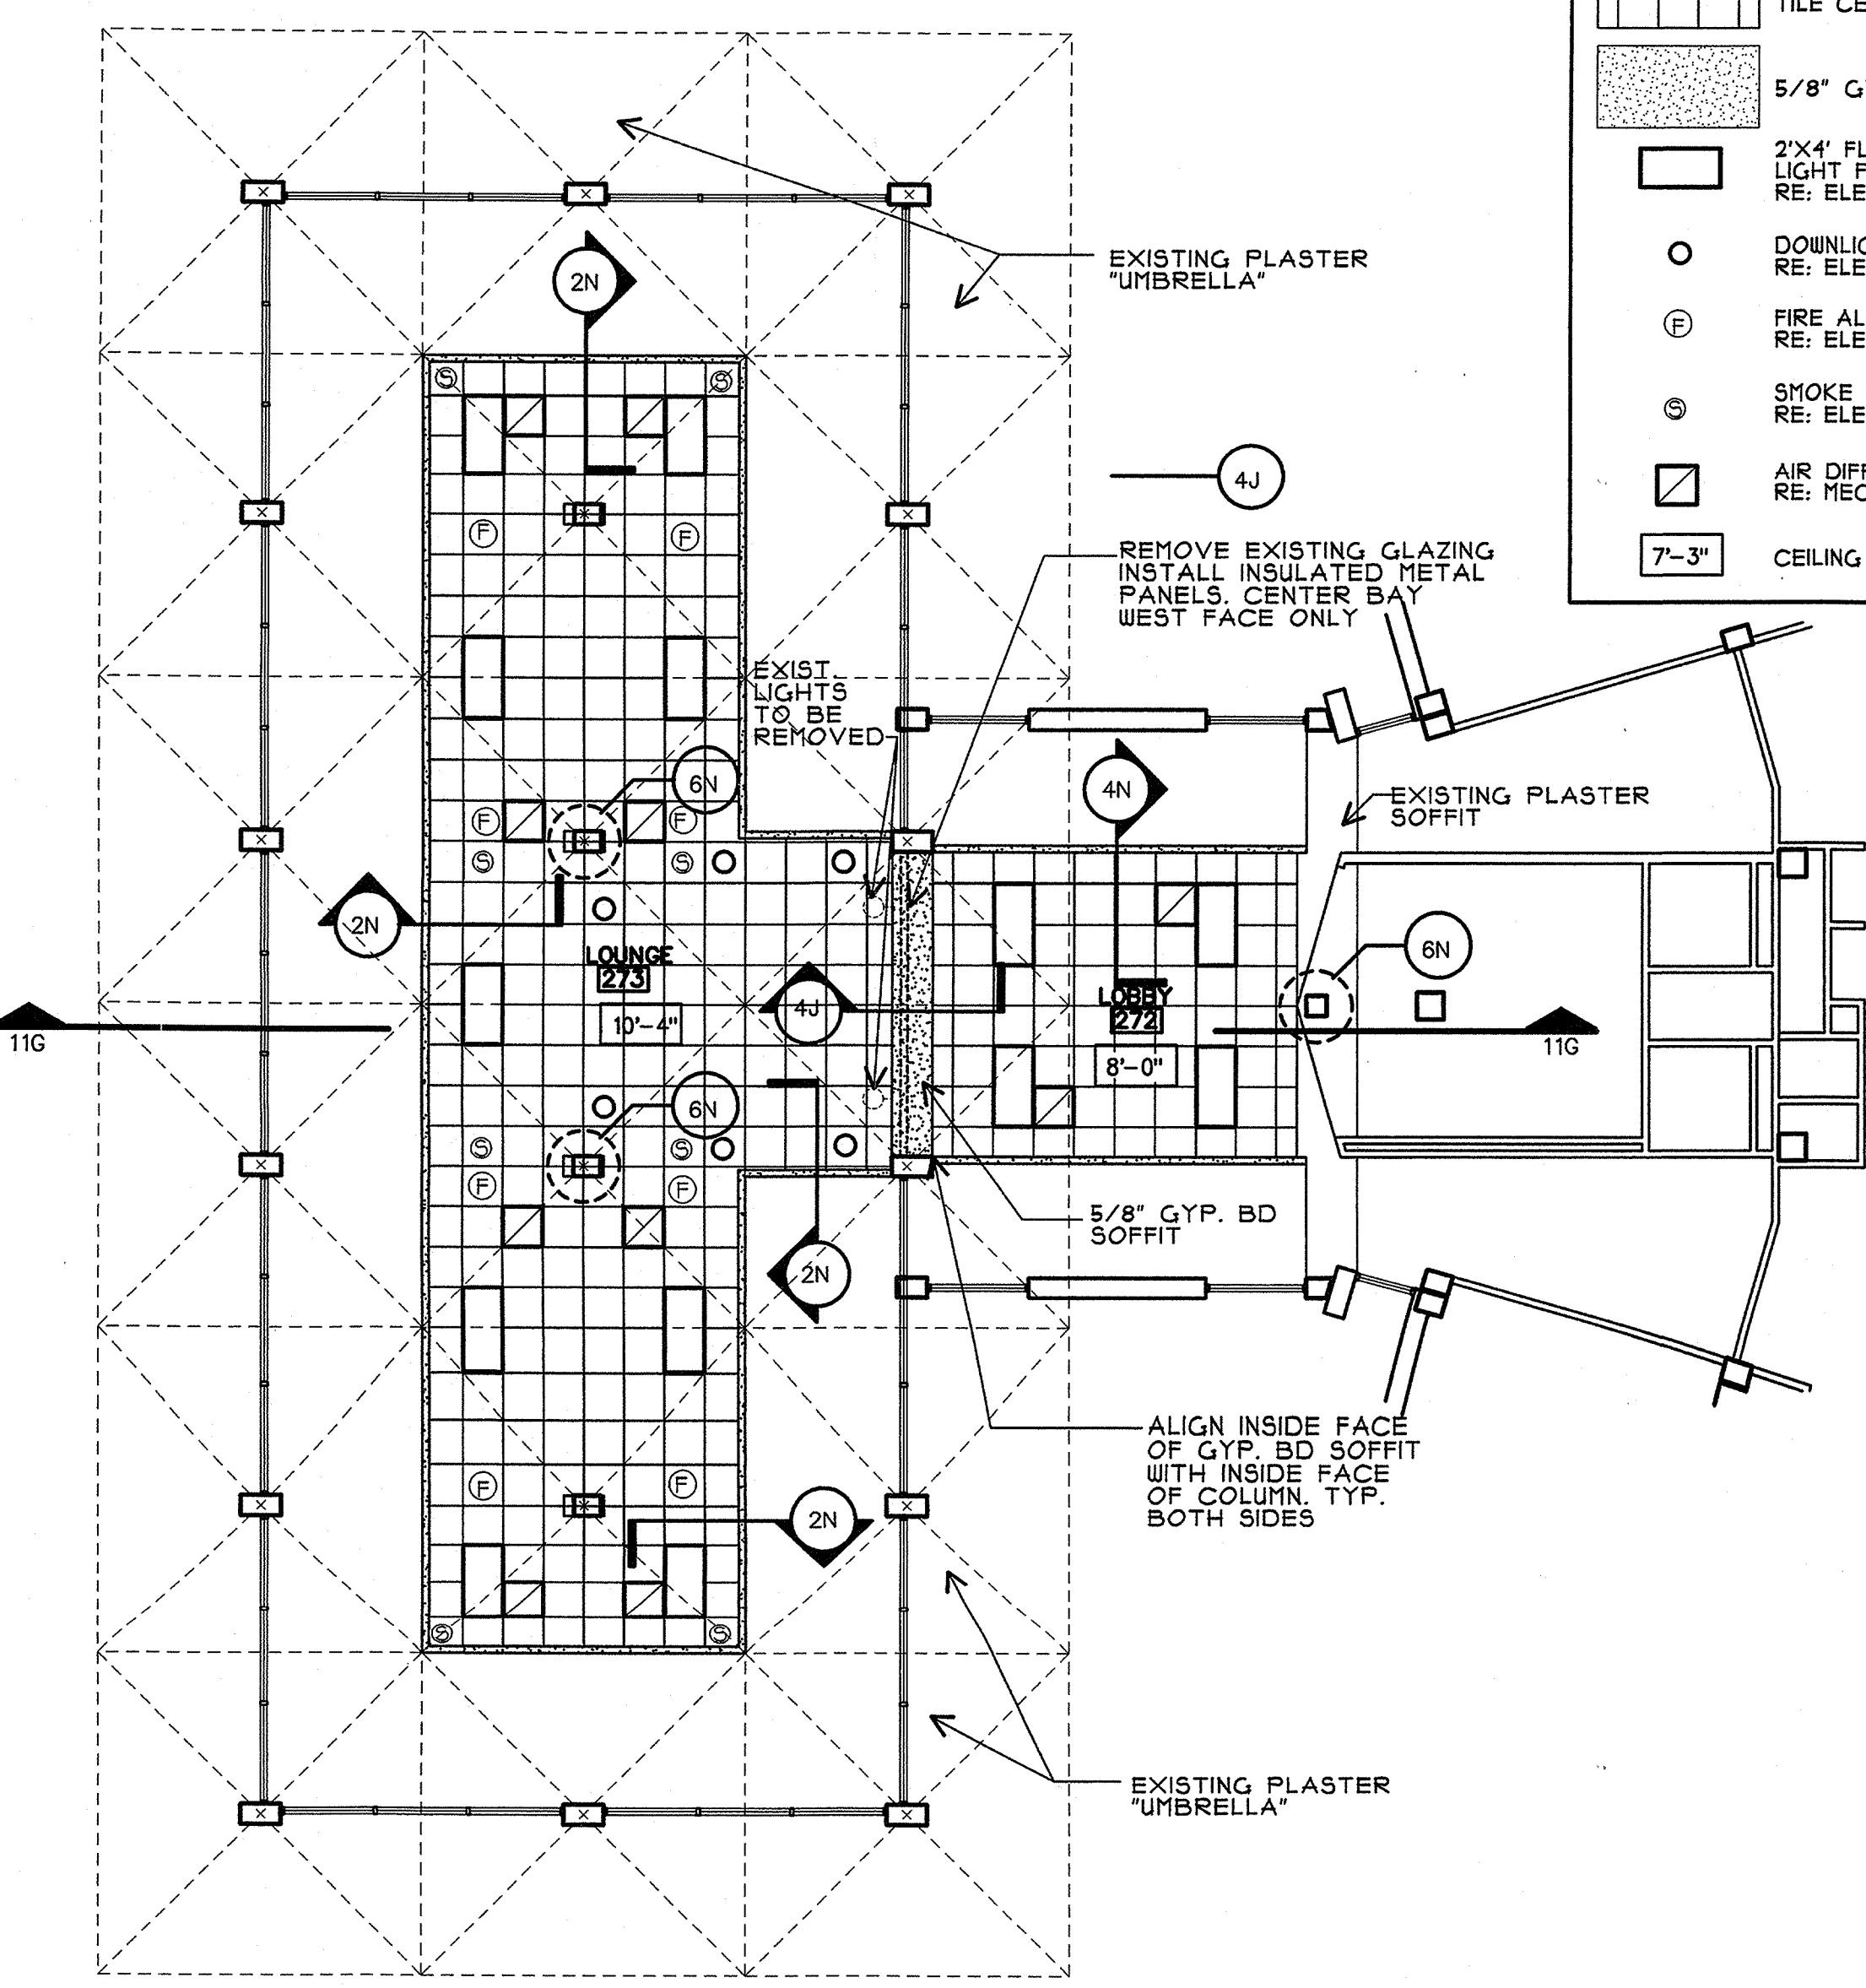 TILE CE
5/8" G
2'X4' FL
LIGHT F
RE: ELE
DOWNLIG
RE: ELE
F
FIRE AL
RE: ELE
S
SMOKE
RE: ELE
AIR DIFF
RE: MEC
7'-3"
CEILING
EXISTING PLASTER
"UMBRELLA"
2N
S
S
4J
F
F
REMOVE EXISTING GLAZING
INSTALL INSULATED METAL
PANELS. CENTER BAY
WEST FACE ONLY
EXIST.
LIGHTS
TO BE
REMOVED
6N
4N
EXISTING PLASTER
SOFFIT
F
F
S
S
2N
6N
LOUNGE
273
10'-4"
4J
LOBBY
272
8'-0"
11G
11G
6N
S
S
F
F
5/8" GYP. BD
SOFFIT
2N
ALIGN INSIDE FACE
OF GYP. BD SOFFIT
WITH INSIDE FACE
OF COLUMN. TYP.
BOTH SIDES
F
F
2N
S
S
EXISTING PLASTER
"UMBRELLA"